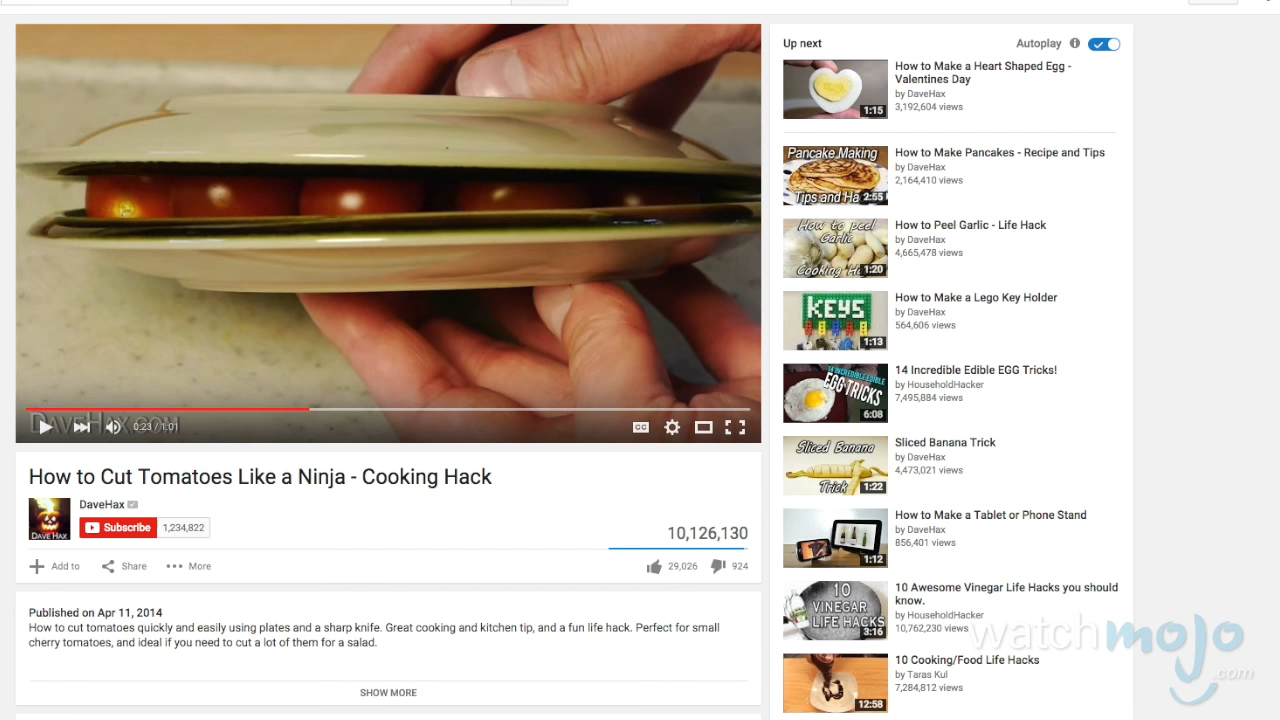 DAVEHAX.COM
0:23 / 1:01
CC
How to Cut Tomatoes Like a Ninja - Cooking Hack
DAVE HAX
DaveHax
Subscribe 1,234,822
10,126,130
Add to Share More
29,026 924
Published on Apr 11, 2014
How to cut tomatoes quickly and easily using plates and a sharp knife. Great cooking and kitchen tip, and a fun life hack. Perfect for small
cherry tomatoes, and ideal if you need to cut a lot of them for a salad.
SHOW MORE
Up next Autoplay
1:15
How to Make a Heart Shaped Egg -
Valentines Day
by DaveHax
3,192,604 views
Pancake Making
Tips and Ha
2:55
How to Make Pancakes - Recipe and Tips
by DaveHax
2,164,410 views
How to peel
Garlic
Cooking Ha
1:20
How to Peel Garlic - Life Hack
by DaveHax
4,665,478 views
KEYS
1:13
How to Make a Lego Key Holder
by DaveHax
564,606 views
14 INCREDIBLE EDIBLE
EGG TRICKS
6:08
14 Incredible Edible EGG Tricks!
by HouseholdHacker
7,495,884 views
Sliced Banana
Trick
1:22
Sliced Banana Trick
by DaveHax
4,473,021 views
1:12
How to Make a Tablet or Phone Stand
by DaveHax
856,401 views
10
VINEGAR
LIFE HACKS
3:16
10 Awesome Vinegar Life Hacks you should
know.
by HouseholdHacker
10,762,230 views
12:58
10 Cooking/Food Life Hacks
by Taras Kul
7,284,812 views
watchmojo
.com